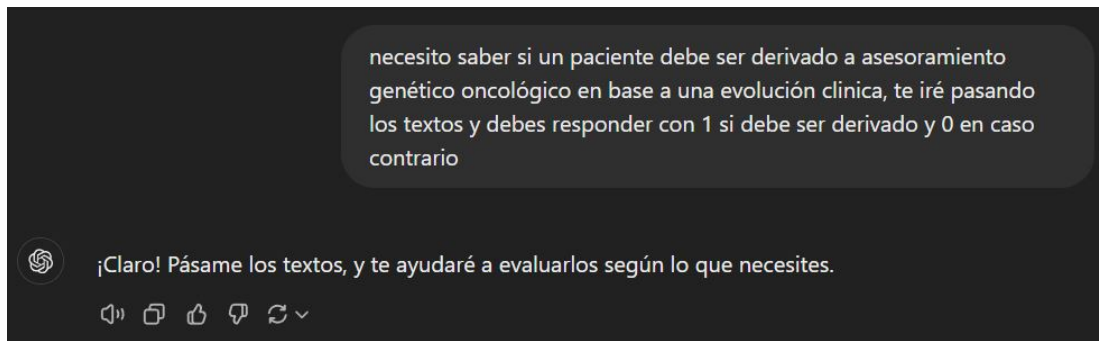 necesito saber si un paciente debe ser derivado a asesoramiento
genético oncológico en base a una evolución clinica, te iré pasando
los textos y debes responder con 1 si debe ser derivado y 0 en caso
contrario
¡Claro! Pásame los textos, y te ayudaré a evaluarlos según lo que necesites.